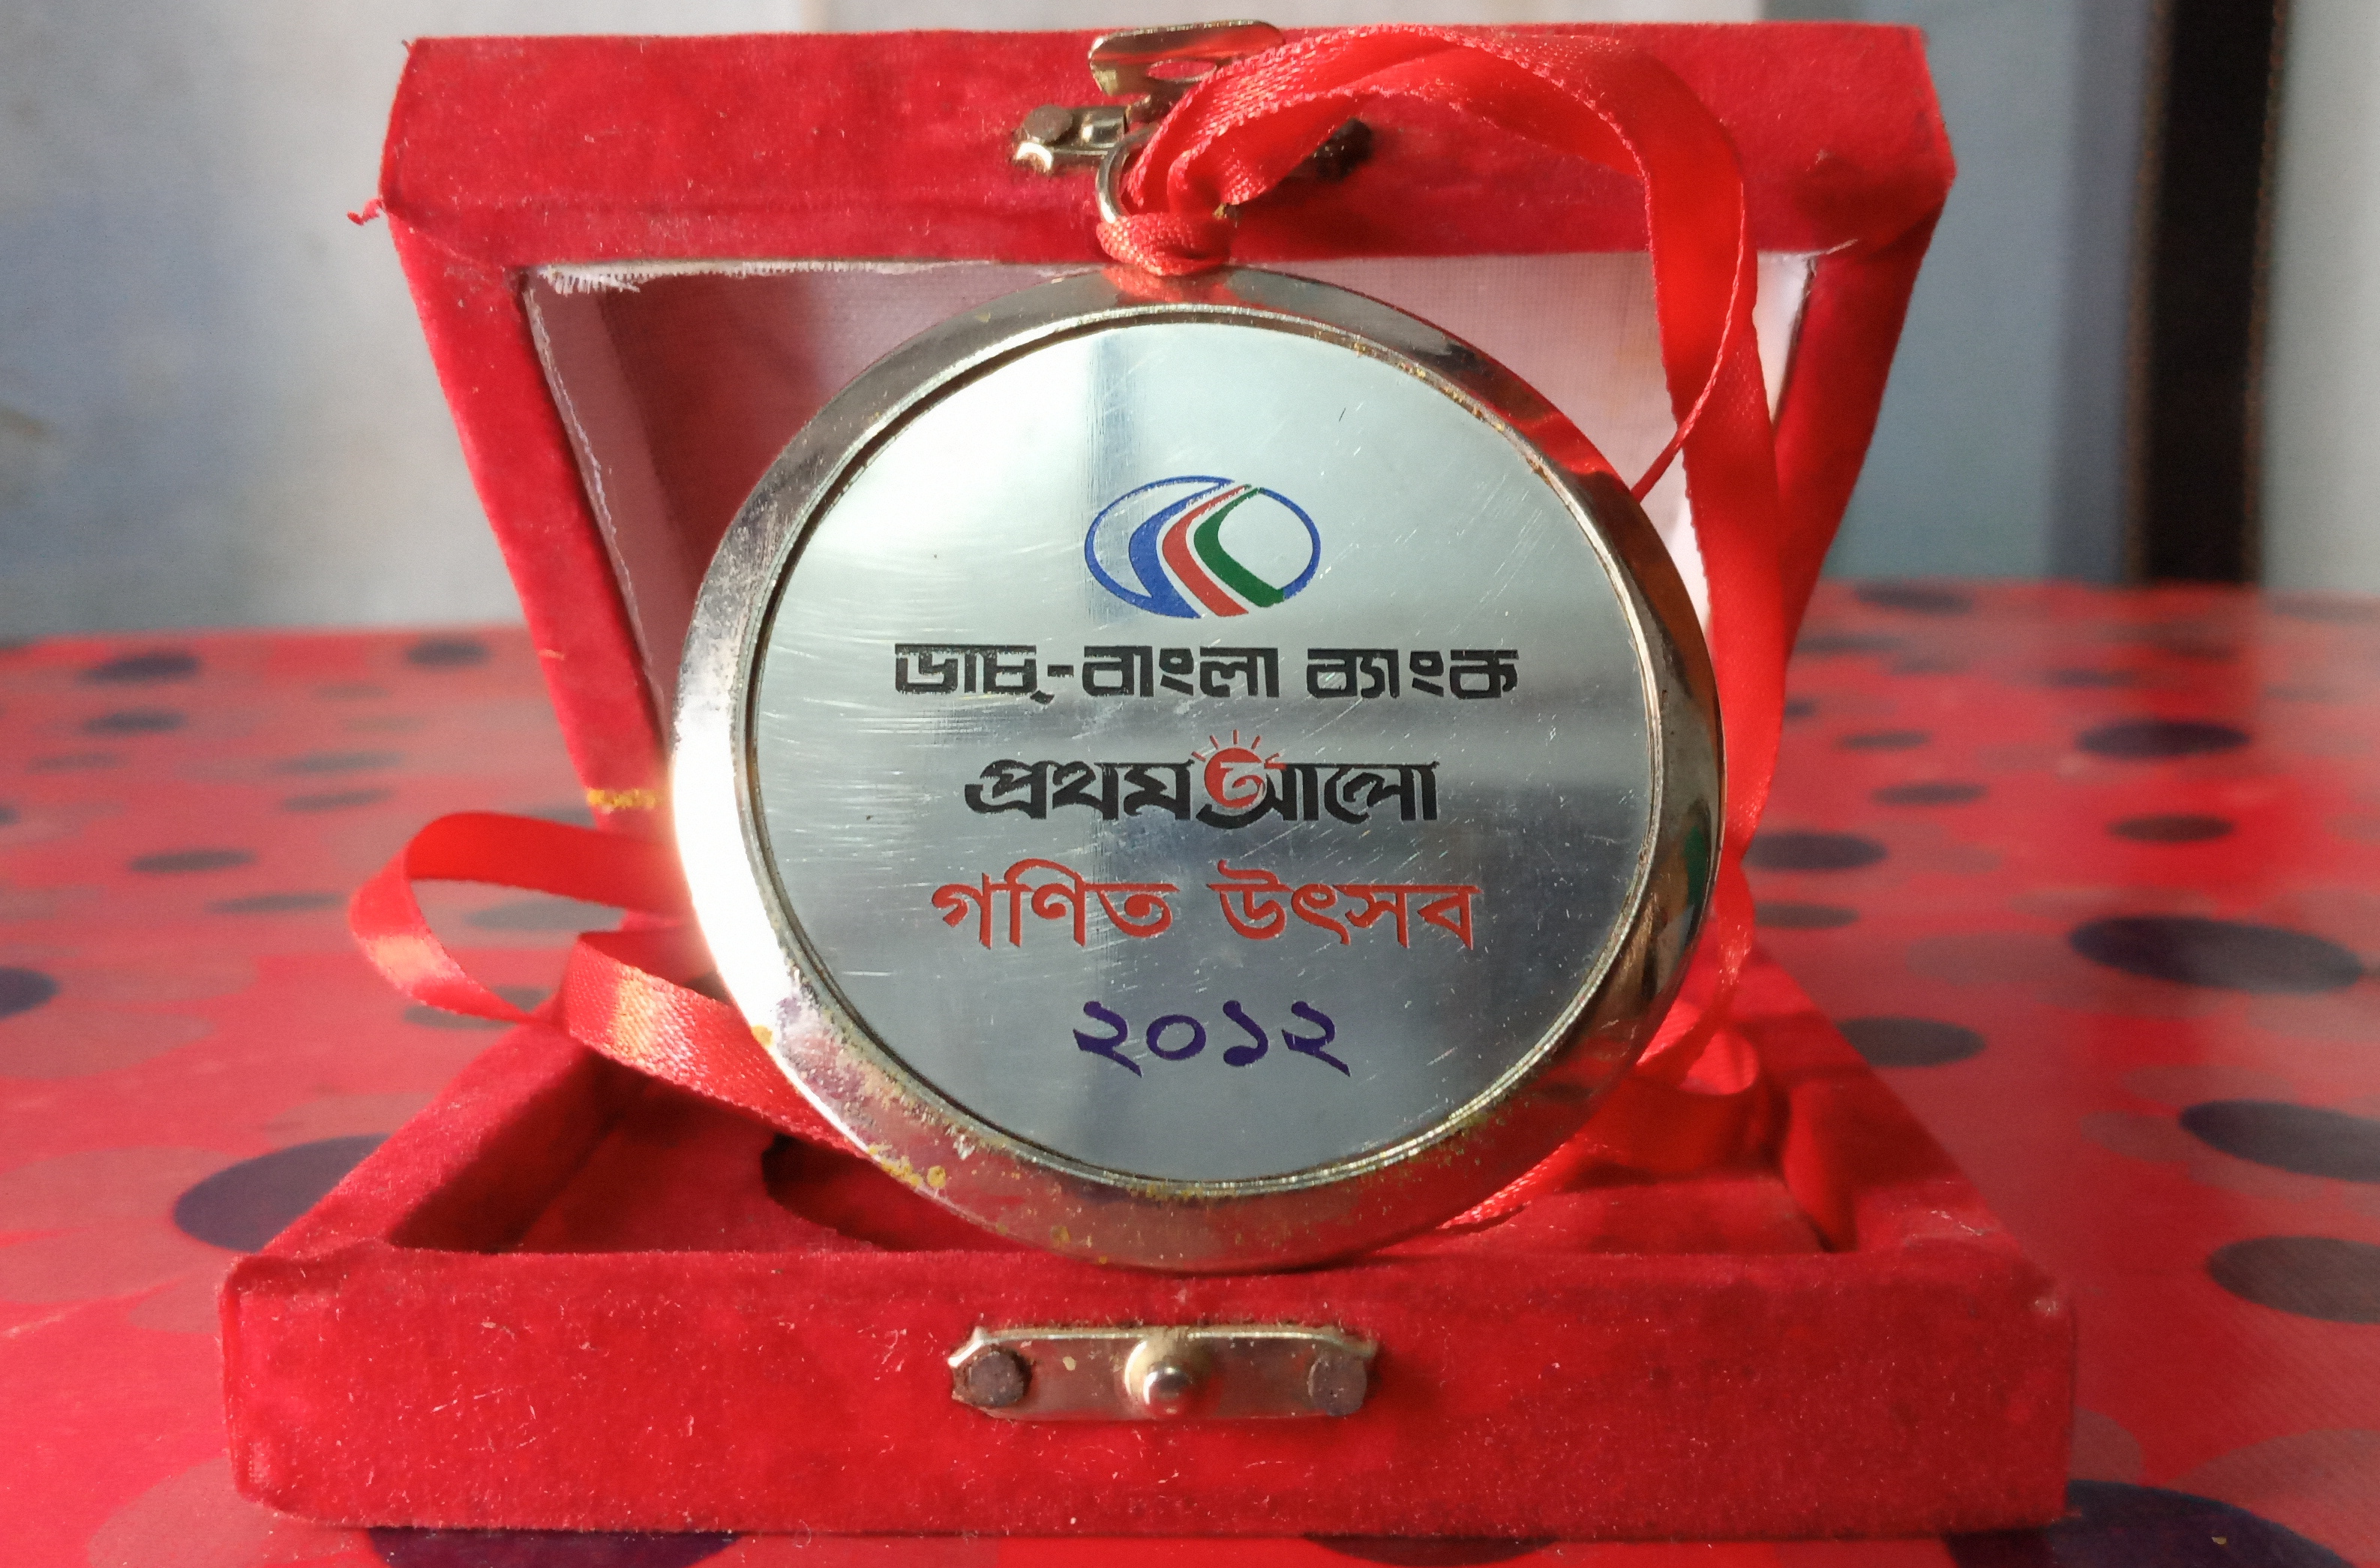 ডাচ্-বাংলা ব্যাংক
প্রথম আলো
গণিত উৎসব
২০১২